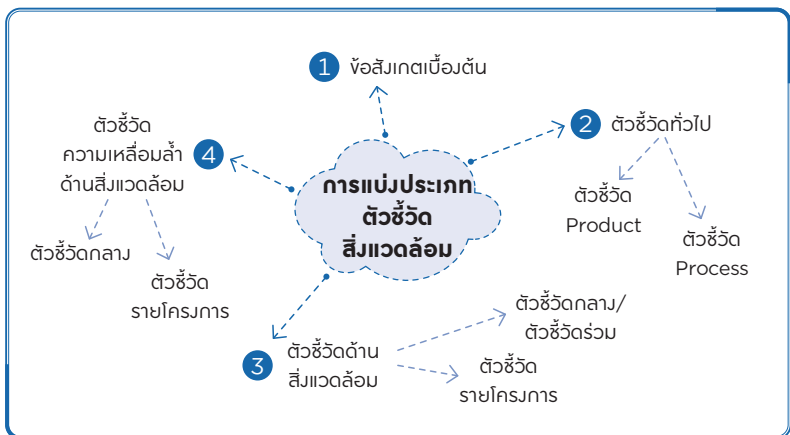 การแบ่งประเภท
ตัวชี้วัด
สิ่งแวดล้อม
1 ข้อสังเกตเบื้องต้น
2 ตัวชี้วัดทั่วไป
ตัวชี้วัด
Product
ตัวชี้วัด
Process
3 ตัวชี้วัดด้าน
สิ่งแวดล้อม
ตัวชี้วัดกลาง/
ตัวชี้วัดร่วม
ตัวชี้วัด
รายโครงการ
4 ตัวชี้วัด
ความเหลื่อมล้ำ
ด้านสิ่งแวดล้อม
ตัวชี้วัดกลาง
ตัวชี้วัด
รายโครงการ